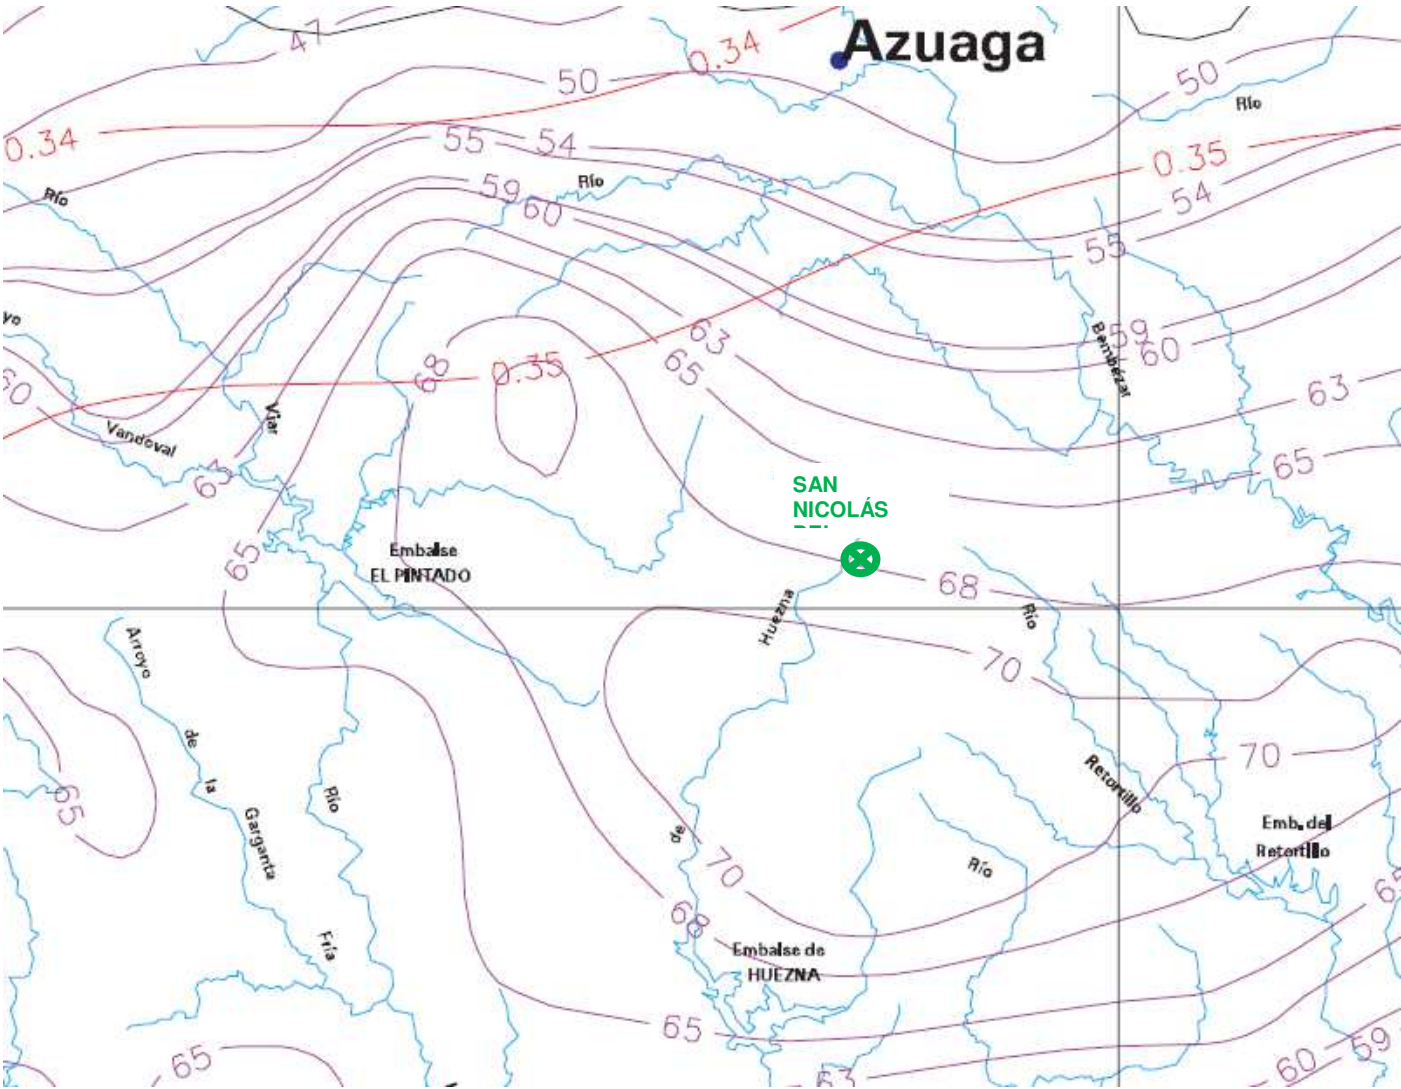 Azuaga
47
0.34
50
50
Río
0.34
55
54
0.35
Río
59
60
Río
54
55
63
59
60
Bembézar
65
68
0.35
60
63
Vandoval
Viar
65
65
SAN
NICOLÁS
Embalse
EL PINTADO
65
68
Huezna
Río
Arroyo
70
de
la
70
65
Río
Retortillo
Garganta
de
Emb. del
Retortillo
70
Río
68
Fría
Embalse de
HUEZNA
65
65
63
60
59